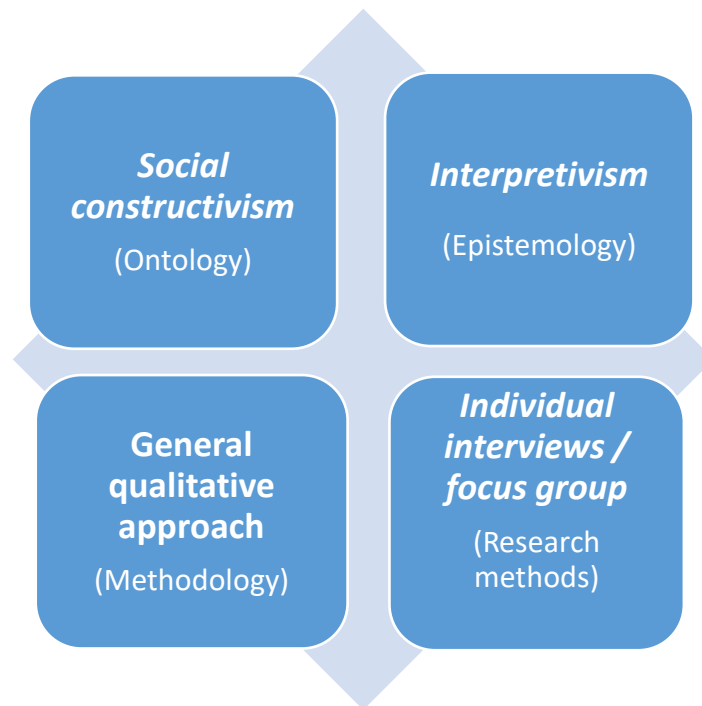 Social
constructivism
(Ontology)
Interpretivism
(Epistemology)
General
qualitative
approach
(Methodology)
Individual
interviews /
focus group
(Research
methods)